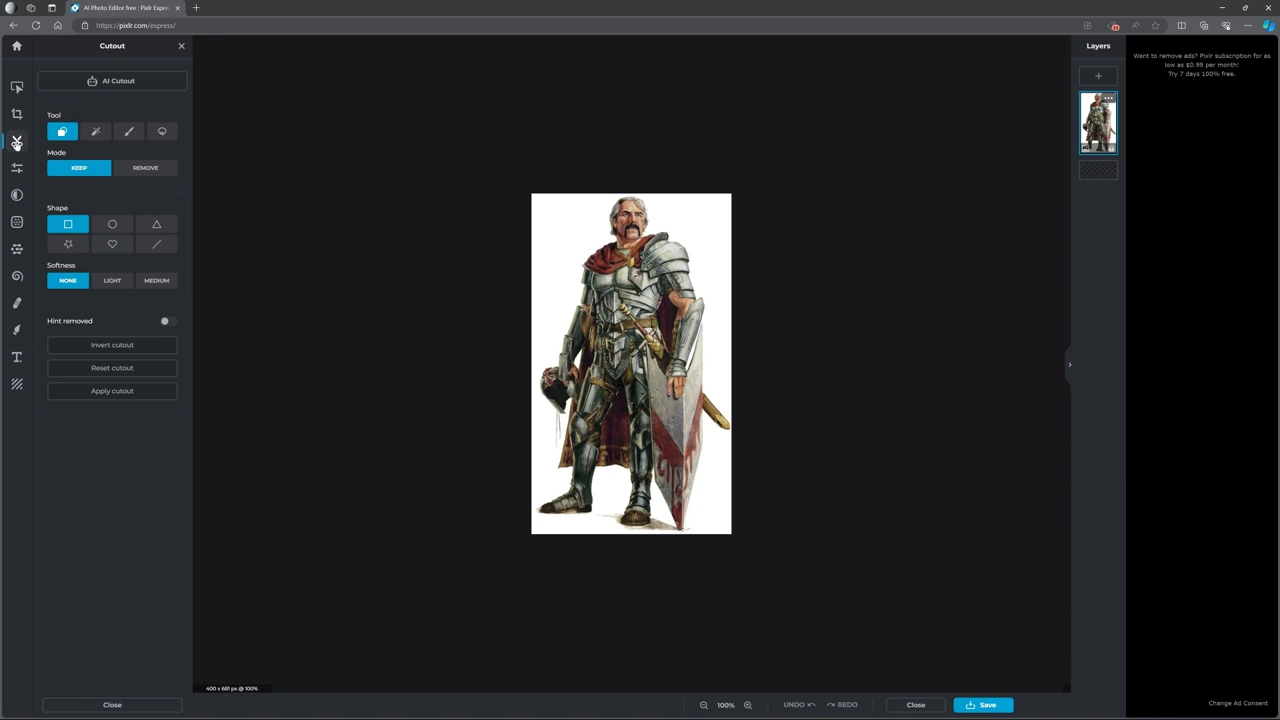 AI Photo Editor free : Pixlr Expre
https://pixlr.com/express/
Cutout
AI Cutout
Tool
Mode
KEEP
REMOVE
Shape
Softness
NONE
LIGHT
MEDIUM
Hint removed
Invert cutout
Reset cutout
Apply cutout
Close
400 x 681 px @ 100%
100%
UNDO
REDO
Close
Save
Layers
Want to remove ads? Pixlr subscription for as
low as $0.99 per month!
Try 7 days 100% free.
Change Ad Consent